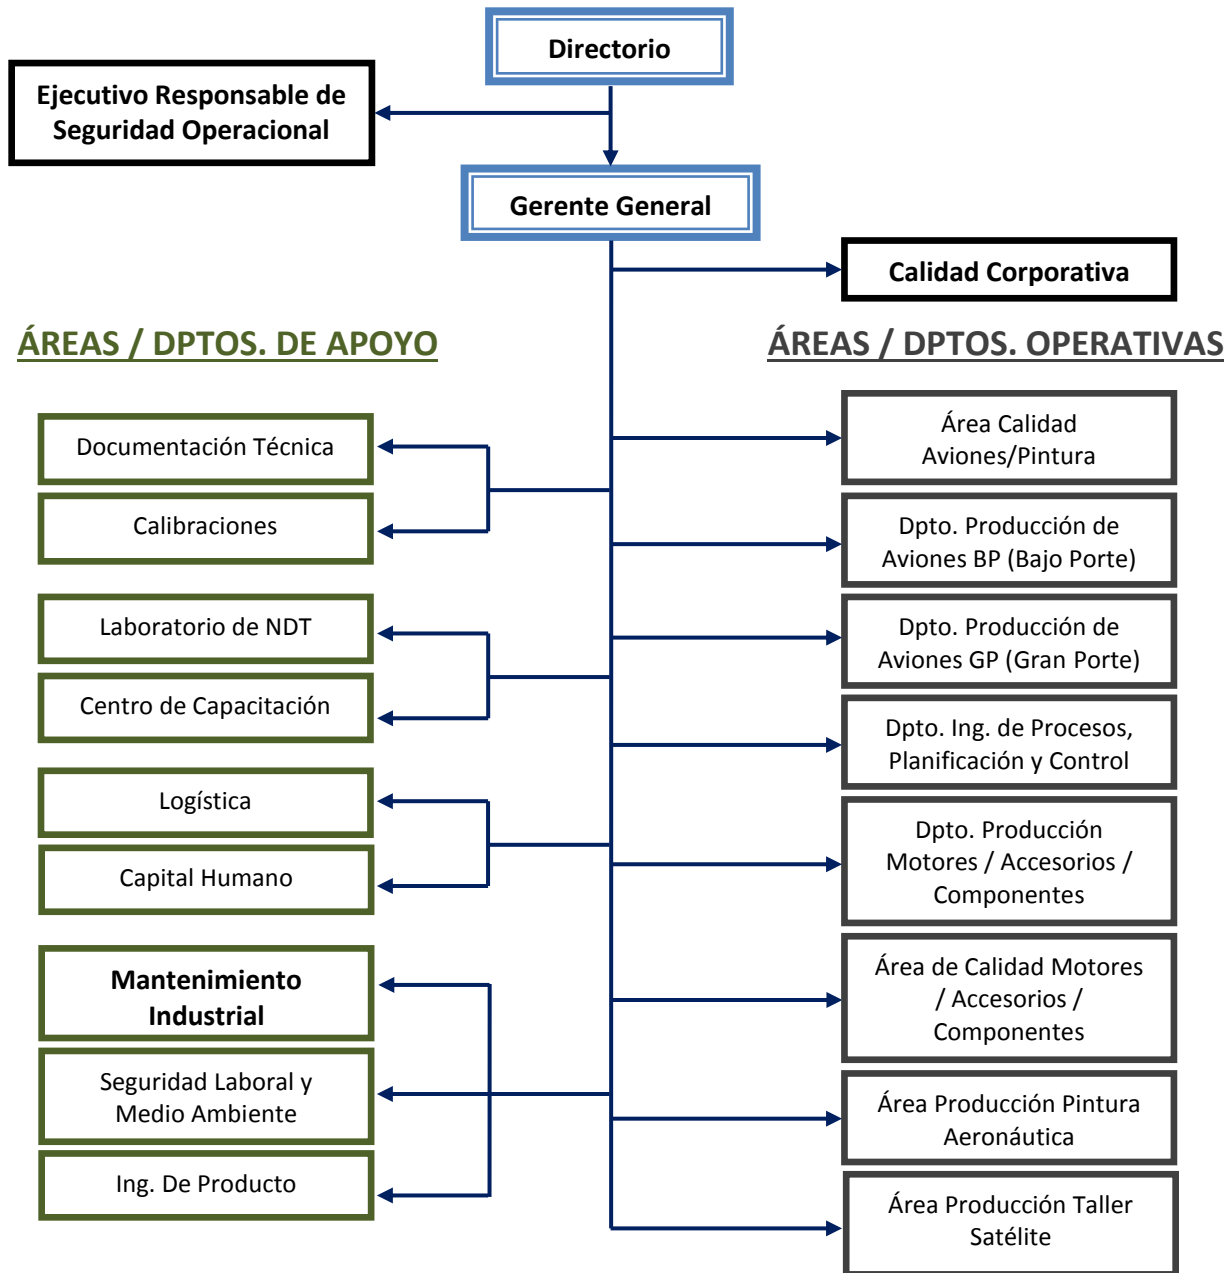 Directorio
Ejecutivo Responsable de
Seguridad Operacional
Gerente General
Calidad Corporativa
ÁREAS / DPTOS. DE APOYO
Documentación Técnica
Calibraciones
Laboratorio de NDT
Centro de Capacitación
Logística
Capital Humano
Mantenimiento
Industrial
Seguridad Laboral y
Medio Ambiente
Ing. De Producto
ÁREAS / DPTOS. OPERATIVAS
Área Calidad
Aviones/Pintura
Dpto. Producción de
Aviones BP (Bajo Porte)
Dpto. Producción de
Aviones GP (Gran Porte)
Dpto. Ing. de Procesos,
Planificación y Control
Dpto. Producción
Motores / Accesorios /
Componentes
Área de Calidad Motores
/ Accesorios /
Componentes
Área Producción Pintura
Aeronáutica
Área Producción Taller
Satélite